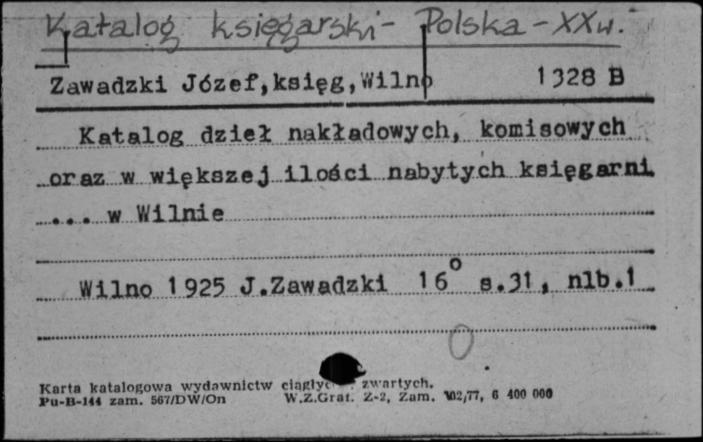 Katalog księgarski - Polska - XX w.
Zawadzki Józef, księg, Wilno 1328 B
Katalog dzieł nakładowych, komisowych
oraz w większej ilości nabytych księgarni
... w Wilnie
Wilno 1925 J.Zawadzki 16° s.31, nlb.1
0
Karta katalogowa wydawnictw zwartych.
Pu-B-144 zam. 567/DW/On W.Z.Graf. Z-2, Zam. 102/77, 6 400 000